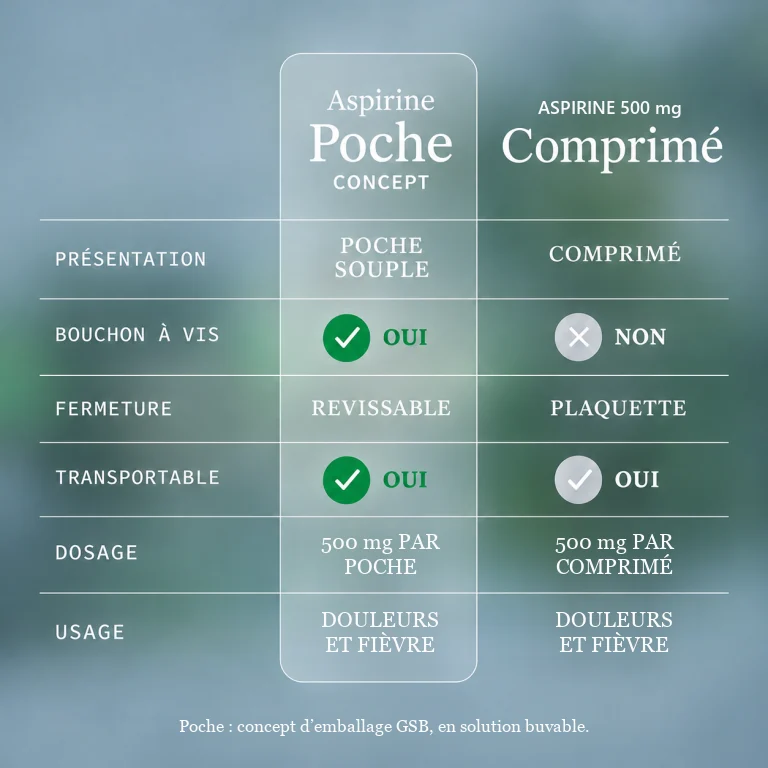 Aspirine
Poche
CONCEPT
ASPIRINE 500 mg
Comprimé
PRÉSENTATION
POCHE
SOUPLE
COMPRIMÉ
BOUCHON À VIS
OUI
NON
FERMETURE
REVISSABLE
PLAQUETTE
TRANSPORTABLE
OUI
OUI
DOSAGE
500 mg PAR
POCHE
500 mg PAR
COMPRIMÉ
USAGE
DOULEURS
ET FIÈVRE
DOULEURS
ET FIÈVRE
Poche : concept d’emballage GSB, en solution buvable.